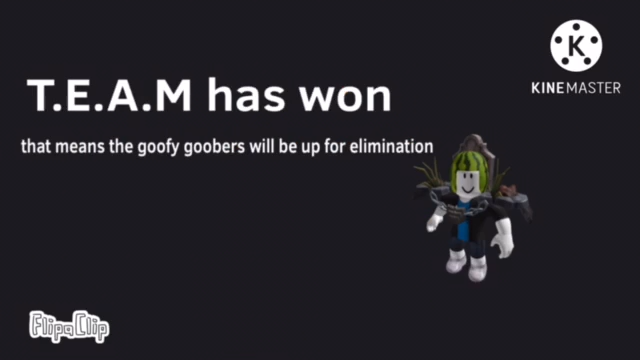 K
KINEMASTER
T.E.A.M has won
that means the goofy goobers will be up for elimination
FlipaClip